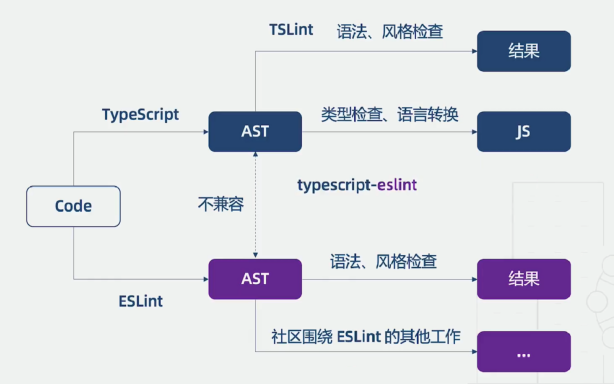 TSLint 语法、风格检查
结果
TypeScript
AST
类型检查、语言转换
JS
typescript-eslint
不兼容
Code
AST
语法、风格检查
结果
ESLint
社区围绕 ESLint 的其他工作
...